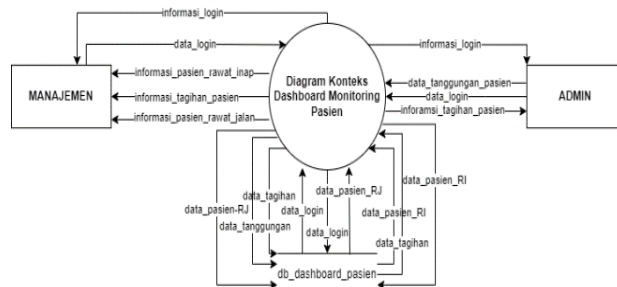 informasi_login
data_login
informasi_login
informasi_pasien_rawat_inap
data_tanggungan_pasien
MANAJEMEN
informasi_tagihan_pasien
Diagram Konteks
Dashboard Monitoring
Pasien
data_login
ADMIN
informasi_pasien_rawat_jalan
inforamsi_tagihan_pasien
data_pasien_RI
data_tagihan
data_pasien_RJ
data_pasien-RJ
data_login
data_pasien_RI
data_tanggungan
data_login
data_tagihan
db_dashboard_pasien